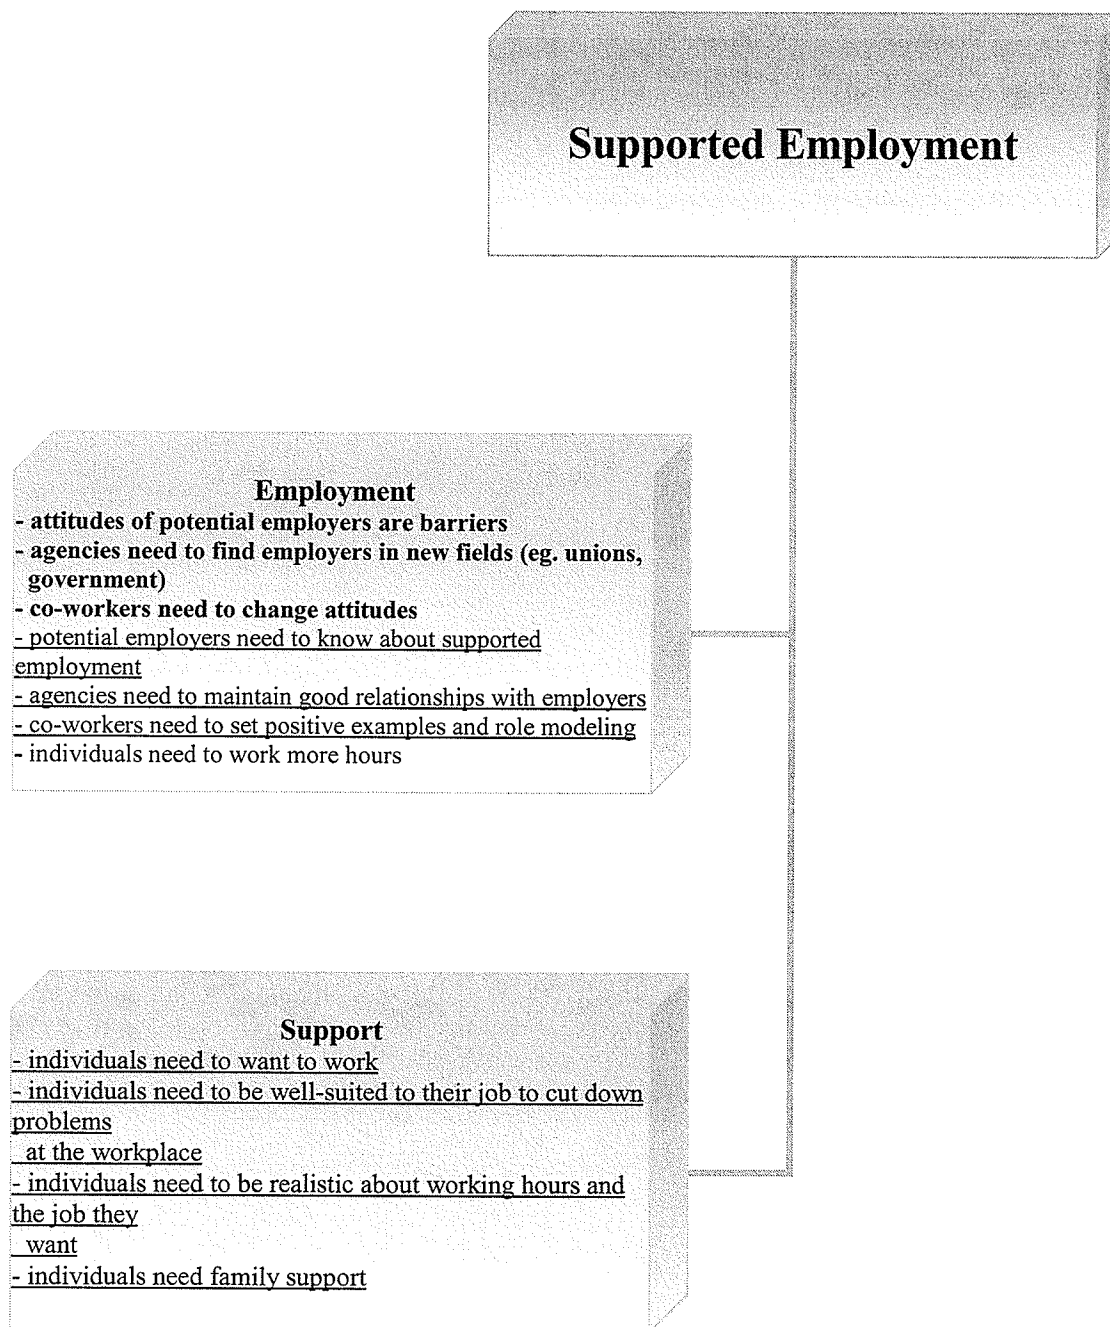 Supported Employment
Employment
- attitudes of potential employers are barriers
- agencies need to find employers in new fields (eg. unions,
government)
- co-workers need to change attitudes
- potential employers need to know about supported
employment
- agencies need to maintain good relationships with employers
- co-workers need to set positive examples and role modeling
- individuals need to work more hours
Support
- individuals need to want to work
- individuals need to be well-suited to their job to cut down
problems
at the workplace
- individuals need to be realistic about working hours and
the job they
want
- individuals need family support